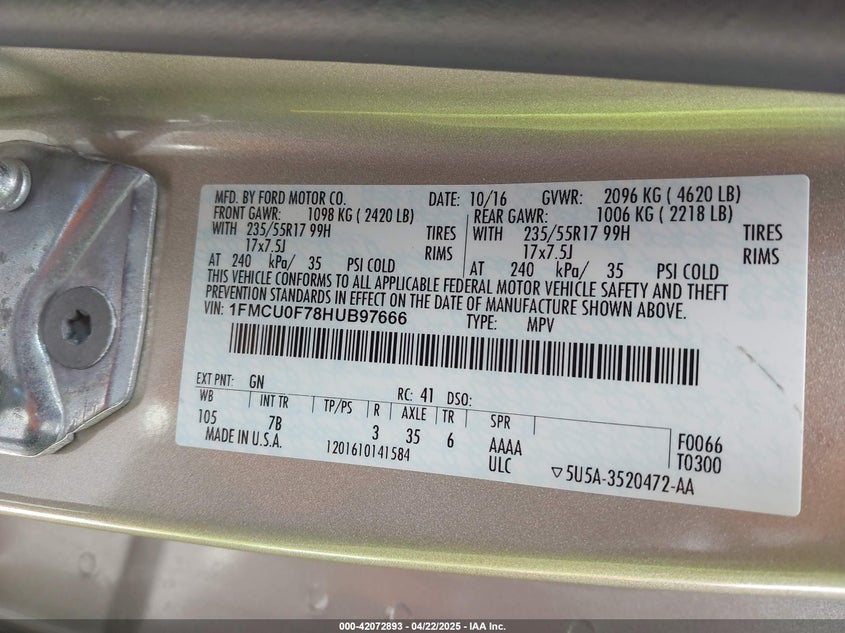 MFD. BY FORD MOTOR CO. DATE: 10/16 GVWR: 2096 KG ( 4620 LB)
FRONT GAWR: 1098 KG ( 2420 LB) REAR GAWR: 1006 KG ( 2218 LB)
WITH 235/55R17 99H TIRES WITH 235/55R17 99H TIRES
17x7.5J RIMS 17x7.5J RIMS
AT 240 kPa/ 35 PSI COLD AT 240 kPa/ 35 PSI COLD
THIS VEHICLE CONFORMS TO ALL APPLICABLE FEDERAL MOTOR VEHICLE SAFETY AND THEFT
PREVENTION STANDARDS IN EFFECT ON THE DATE OF MANUFACTURE SHOWN ABOVE.
VIN: 1FMCU0F78HUB97666 TYPE: MPV
EXT PNT: GN RC: 41 DSO:
WB INT TR TP/PS R AXLE TR SPR
105 7B 3 35 6 AAAA F0066
MADE IN U.S.A. 1201610141584 ULC ▽5U5A-3520472-AA T0300
000-42072893 - 04/22/2025 - IAA Inc.